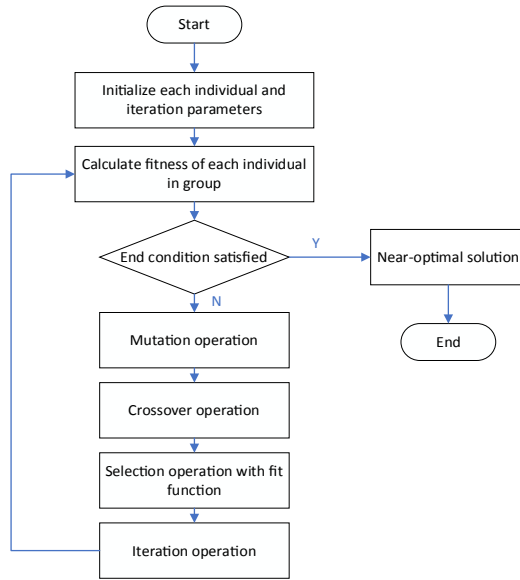 Start
Initialize each individual and
iteration parameters
Calculate fitness of each individual
in group
End condition satisfied
Y
Near-optimal solution
N
End
Mutation operation
Crossover operation
Selection operation with fit
function
Iteration operation